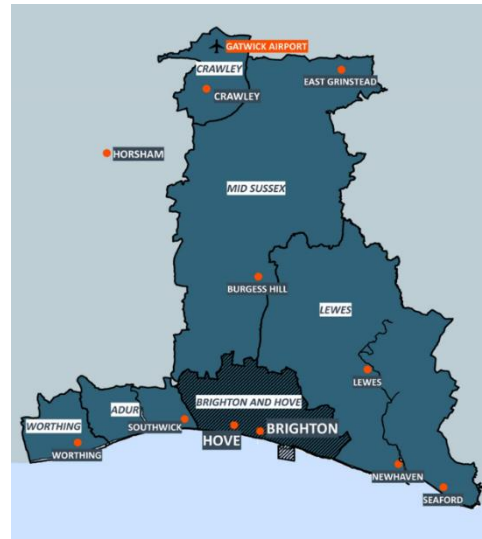 GATWICK AIRPORT
CRAWLEY
EAST GRINSTEAD
CRAWLEY
HORSHAM
MID SUSSEX
BURGESS HILL
LEWES
LEWES
BRIGHTON AND HOVE
ADUR
WORTHING
SOUTHWICK
HOVE
BRIGHTON
WORTHING
NEWHAVEN
SEAFORD